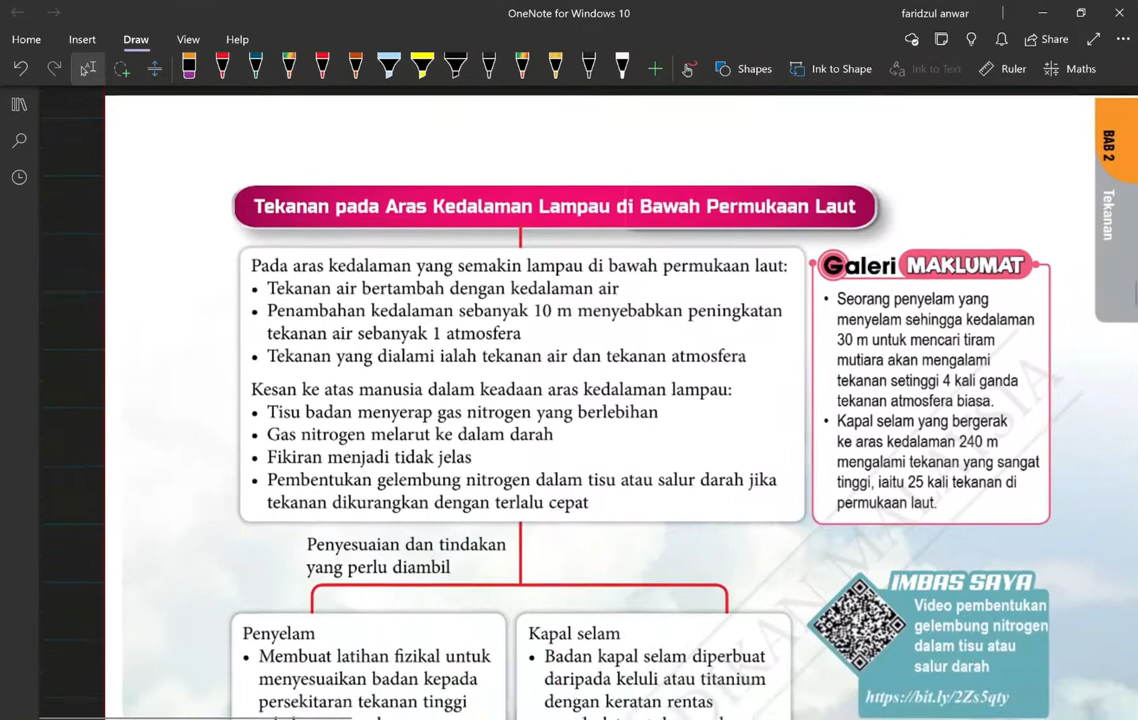 OneNote for Windows 10
faridzul anwar
Home
Insert
Draw
View
Help
Share
Shapes
Ink to Shape
Ink to Text
Ruler
Maths
BAB 2
Tekanan
Tekanan pada Aras Kedalaman Lampau di Bawah Permukaan Laut
Pada aras kedalaman yang semakin lampau di bawah permukaan laut:
• Tekanan air bertambah dengan kedalaman air
• Penambahan kedalaman sebanyak 10 m menyebabkan peningkatan
tekanan air sebanyak 1 atmosfera
• Tekanan yang dialami ialah tekanan air dan tekanan atmosfera
Kesan ke atas manusia dalam keadaan aras kedalaman lampau:
• Tisu badan menyerap gas nitrogen yang berlebihan
• Gas nitrogen melarut ke dalam darah
• Fikiran menjadi tidak jelas
• Pembentukan gelembung nitrogen dalam tisu atau salur darah jika
tekanan dikurangkan dengan terlalu cepat
Galeri MAKLUMAT
• Seorang penyelam yang
menyelam sehingga kedalaman
30 m untuk mencari tiram
mutiara akan mengalami
tekanan setinggi 4 kali ganda
tekanan atmosfera biasa.
• Kapal selam yang bergerak
ke aras kedalaman 240 m
mengalami tekanan yang sangat
tinggi, iaitu 25 kali tekanan di
permukaan laut.
Penyesuaian dan tindakan
yang perlu diambil
Penyelam
• Membuat latihan fizikal untuk
menyesuaikan badan kepada
persekitaran tekanan tinggi
Kapal selam
• Badan kapal selam diperbuat
daripada keluli atau titanium
dengan keratan rentas
IMBAS SAYA
Video pembentukan
gelembung nitrogen
dalam tisu atau
salur darah
https://bit.ly/2Zs5qty